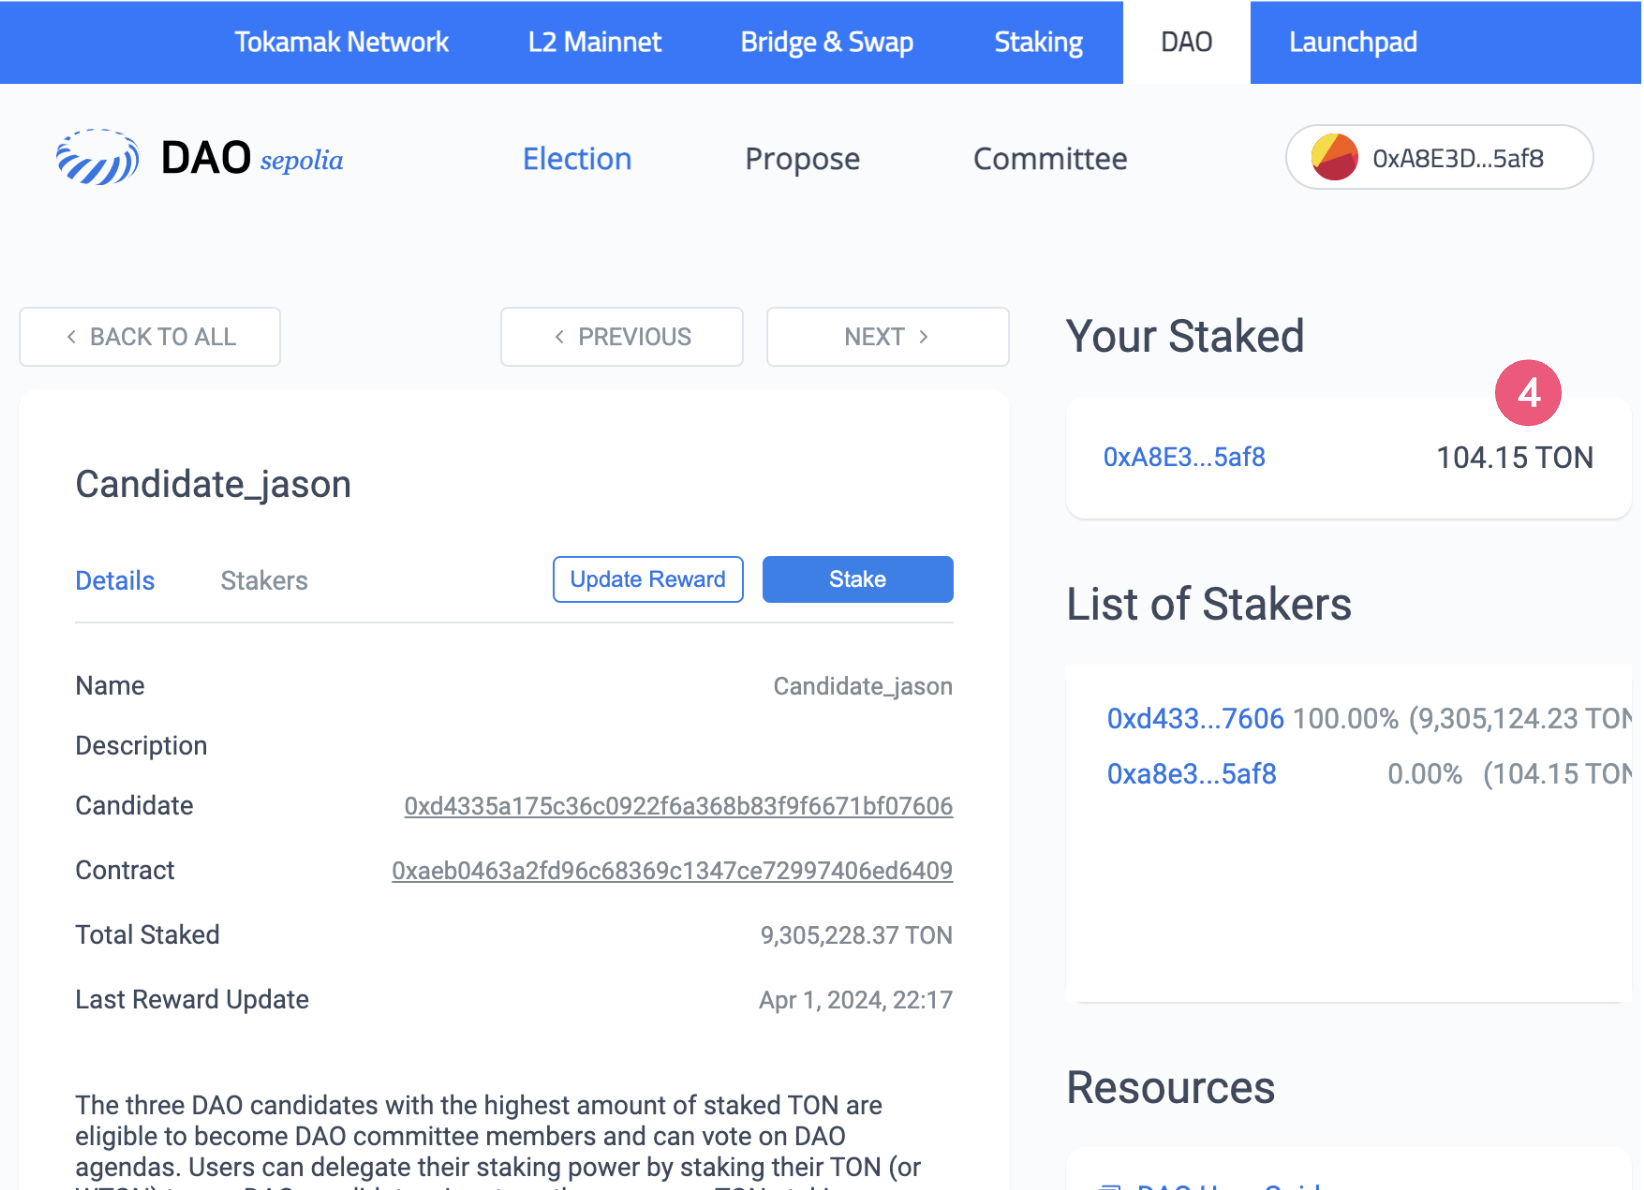 Tokamak Network L2 Mainnet Bridge & Swap Staking DAO Launchpad
DAO sepolia Election Propose Committee 0xA8E3D...5af8
BACK TO ALL PREVIOUS NEXT
Candidate_jason
Details Stakers Update Reward Stake
Name Candidate_jason
Description
Candidate 0xd4335a175c36c0922f6a368b83f9f6671bf07606
Contract 0xaeb0463a2fd96c68369c1347ce72997406ed6409
Total Staked 9,305,228.37 TON
Last Reward Update Apr 1, 2024, 22:17
The three DAO candidates with the highest amount of staked TON are
eligible to become DAO committee members and can vote on DAO
agendas. Users can delegate their staking power by staking their TON (or
Your Staked
4
0xA8E3...5af8 104.15 TON
List of Stakers
0xd433...7606 100.00% (9,305,124.23 TON
0xa8e3...5af8 0.00% (104.15 TON
Resources